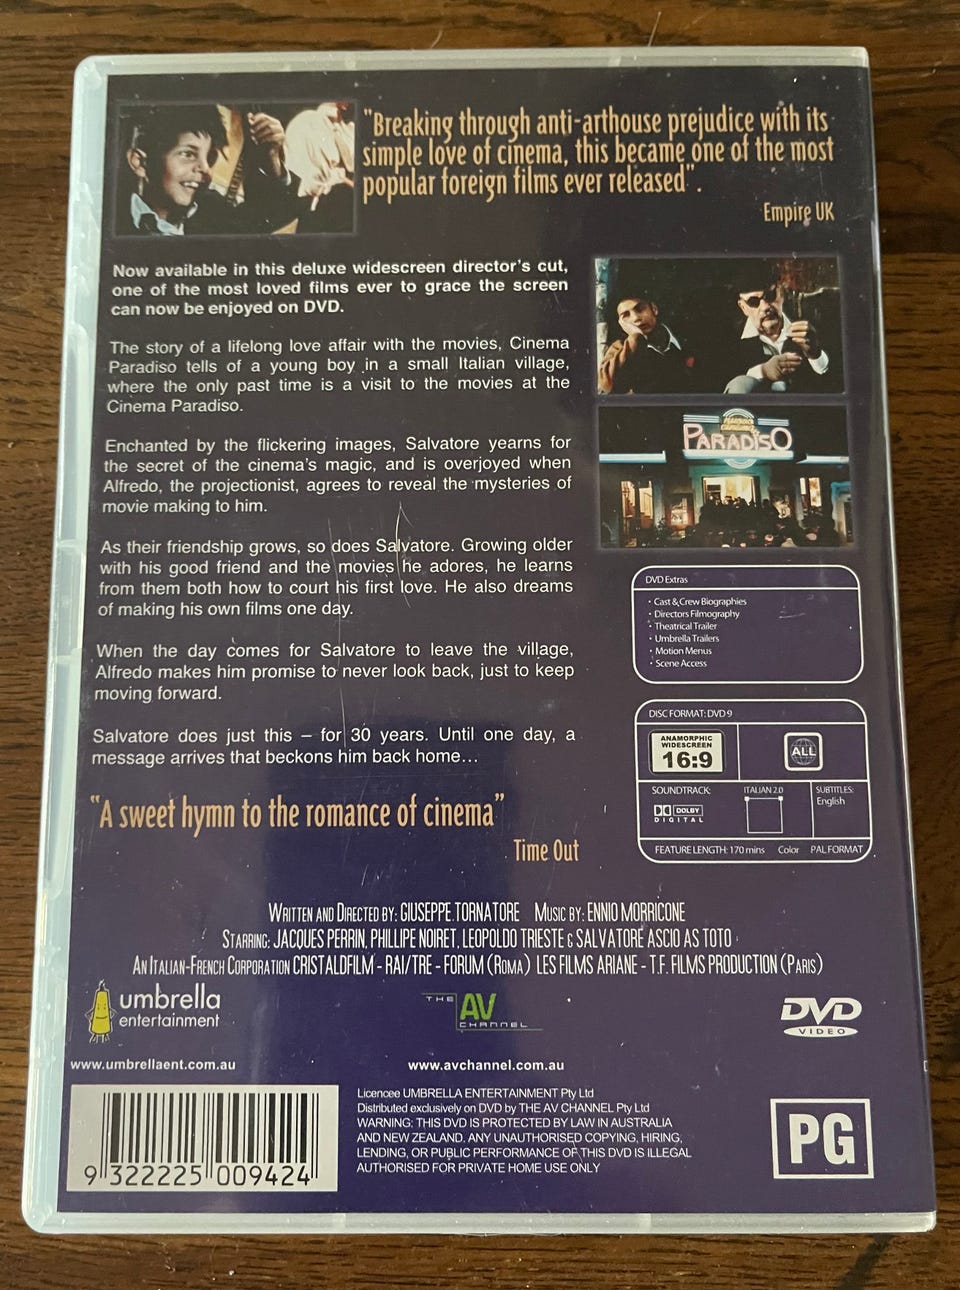 "Breaking through anti-arthouse prejudice with its
simple love of cinema, this became one of the most
popular foreign films ever released".
Empire UK
Now available in this deluxe widescreen director's cut,
one of the most loved films ever to grace the screen
can now be enjoyed on DVD.
The story of a lifelong love affair with the movies, Cinema
Paradiso tells of a young boy in a small Italian village,
where the only past time is a visit to the movies at the
Cinema Paradiso.
Enchanted by the flickering images, Salvatore yearns for
the secret of the cinema's magic, and is overjoyed when
Alfredo, the projectionist, agrees to reveal the mysteries of
movie making to him.
As their friendship grows, so does Salvatore. Growing older
with his good friend and the movies he adores, he learns
from them both how to court his first love. He also dreams
of making his own films one day.
When the day comes for Salvatore to leave the village,
Alfredo makes him promise to never look back, just to keep
moving forward.
Salvatore does just this – for 30 years. Until one day, a
message arrives that beckons him back home...
"A sweet hymn to the romance of cinema"
Time Out
PARADISO
DVD Extras
· Cast & Crew Biographies
· Directors Filmography
· Theatrical Trailer
· Umbrella Trailers
· Motion Menus
· Scene Access
DISC FORMAT: DVD 9
ANAMORPHIC
WIDESCREEN
16:9
ALL
SOUNDTRACK:
DOLBY
DIGITAL
ITALIAN 2.0
SUBTITLES:
English
FEATURE LENGTH: 170 mins Color PAL FORMAT
WRITTEN AND DIRECTED BY: GIUSEPPE TORNATORE MUSIC BY: ENNIO MORRICONE
STARRING: JACQUES PERRIN, PHILLIPE NOIRET, LEOPOLDO TRIESTE & SALVATORE ASCIO AS TOTO
AN ITALIAN-FRENCH CORPORATION CRISTALDFILM - RAI/TRE - FORUM (ROMA) LES FILMS ARIANE - T.F. FILMS PRODUCTION (PARIS)
umbrella
entertainment
THE
AV
CHANNEL
DVD
VIDEO
www.umbrellaent.com.au
www.avchannel.com.au
Licencee UMBRELLA ENTERTAINMENT Pty Ltd
Distributed exclusively on DVD by THE AV CHANNEL Pty Ltd
WARNING: THIS DVD IS PROTECTED BY LAW IN AUSTRALIA
AND NEW ZEALAND. ANY UNAUTHORISED COPYING, HIRING,
LENDING, OR PUBLIC PERFORMANCE OF THIS DVD IS ILLEGAL
AUTHORISED FOR PRIVATE HOME USE ONLY
9 322225 009424
PG